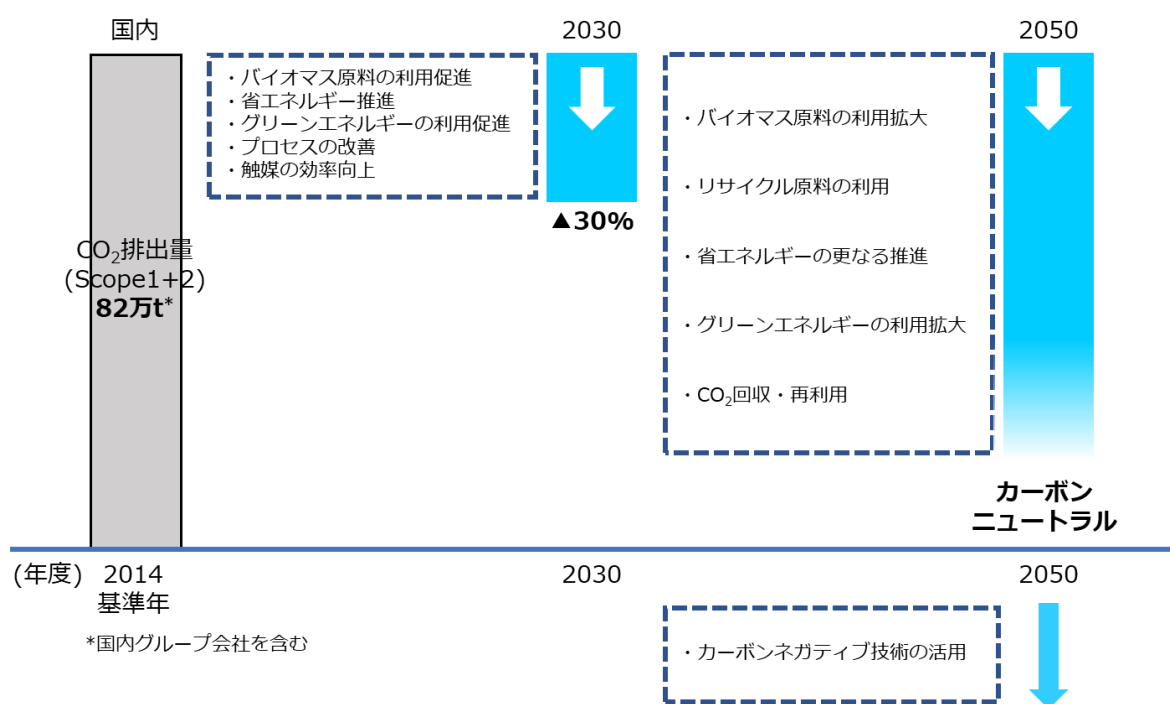 国内
2030
2050
・バイオマス原料の利用促進
・省エネルギー推進
・グリーンエネルギーの利用促進
・プロセスの改善
・触媒の効率向上
▲30%
・バイオマス原料の利用拡大
・リサイクル原料の利用
・省エネルギーの更なる推進
・グリーンエネルギーの利用拡大
・CO₂回収・再利用
CO₂排出量
(Scope1+2)
82万t*
カーボン
ニュートラル
(年度)
2014
基準年
2030
2050
*国内グループ会社を含む
・カーボンネガティブ技術の活用